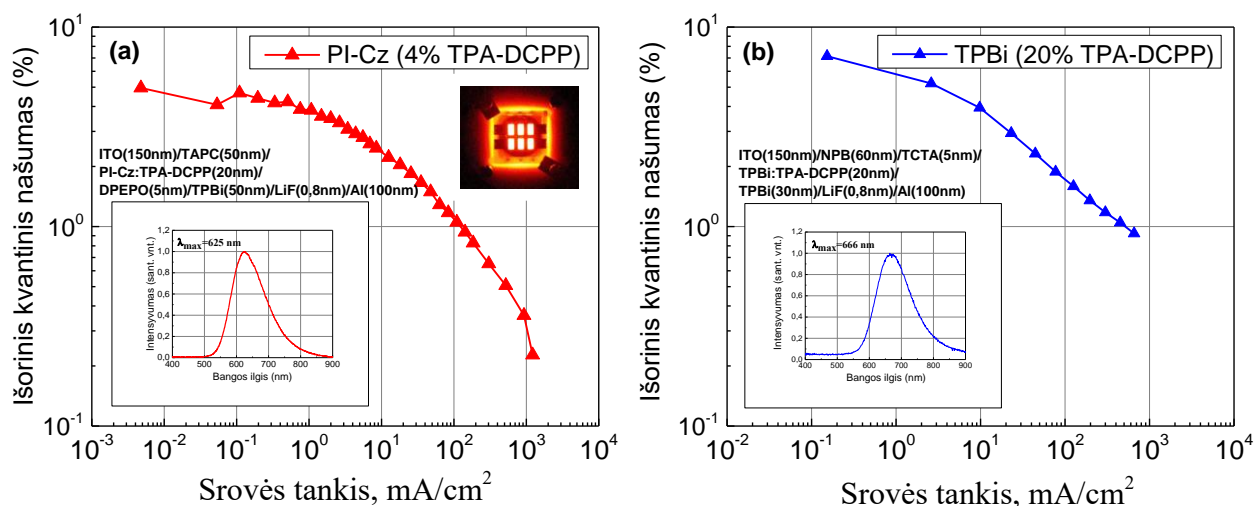 (a)
PI-Cz (4% TPA-DCPP)
Išorinis kvantinis našumas (%)
10^1
10^0
10^-1
ITO(150nm)/TAPC(50nm)/
PI-Cz:TPA-DCPP(20nm)/
DPEPO(5nm)/TPBi(50nm)/LiF(0,8nm)/Al(100nm)
λmax=625 nm
Intensyvumas (sant. vnt.)
1,2
1,0
0,8
0,6
0,4
0,2
0,0
400 500 600 700 800 900
Bangos ilgis (nm)
10^-3 10^-2 10^-1 10^0 10^1 10^2 10^3 10^4
Srovės tankis, mA/cm^2
(b)
TPBi (20% TPA-DCPP)
Išorinis kvantinis našumas (%)
10^1
10^0
10^-1
ITO(150nm)/NPB(60nm)/TCTA(5nm)/
TPBi:TPA-DCPP(20nm)/
TPBi(30nm)/LiF(0,8nm)/Al(100nm)
λmax=666 nm
Intensyvumas (sant. vnt.)
1,2
1,0
0,8
0,6
0,4
0,2
0,0
400 500 600 700 800 900
Bangos ilgis (nm)
10^-2 10^-1 10^0 10^1 10^2 10^3 10^4
Srovės tankis, mA/cm^2